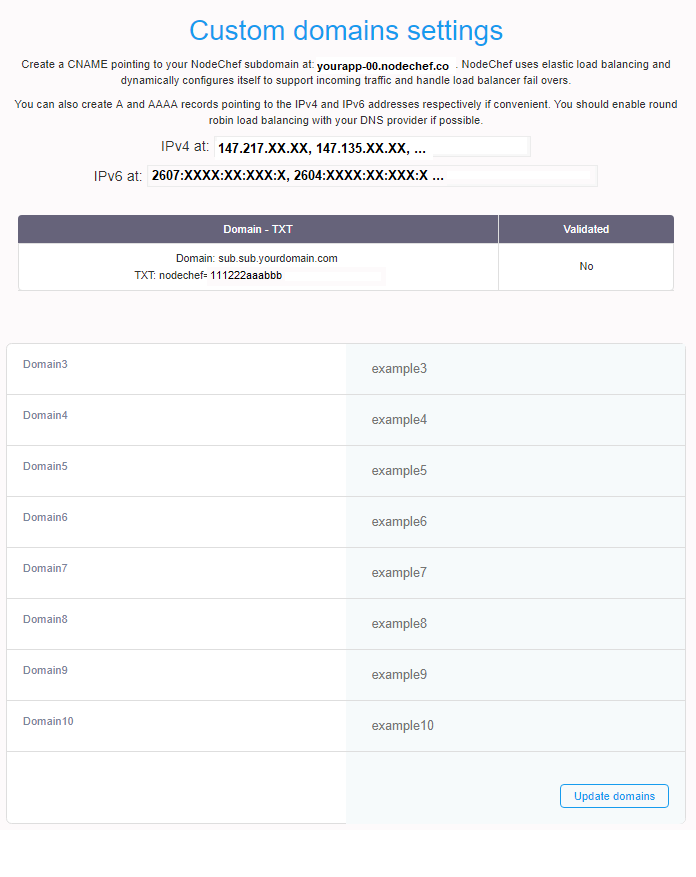 Custom domains settings
Create a CNAME pointing to your NodeChef subdomain at: yourapp-00.nodechef.co . NodeChef uses elastic load balancing and
dynamically configures itself to support incoming traffic and handle load balancer fail overs.
You can also create A and AAAA records pointing to the IPv4 and IPv6 addresses respectively if convenient. You should enable round
robin load balancing with your DNS provider if possible.
IPv4 at: 147.217.XX.XX, 147.135.XX.XX, ...
IPv6 at: 2607:XXXX:XX:XXX:X, 2604:XXXX:XX:XXX:X ...
Domain - TXT Validated
Domain: sub.sub.yourdomain.com
TXT: nodechef= 111222aaabbb
No
Domain3 example3
Domain4 example4
Domain5 example5
Domain6 example6
Domain7 example7
Domain8 example8
Domain9 example9
Domain10 example10
Update domains